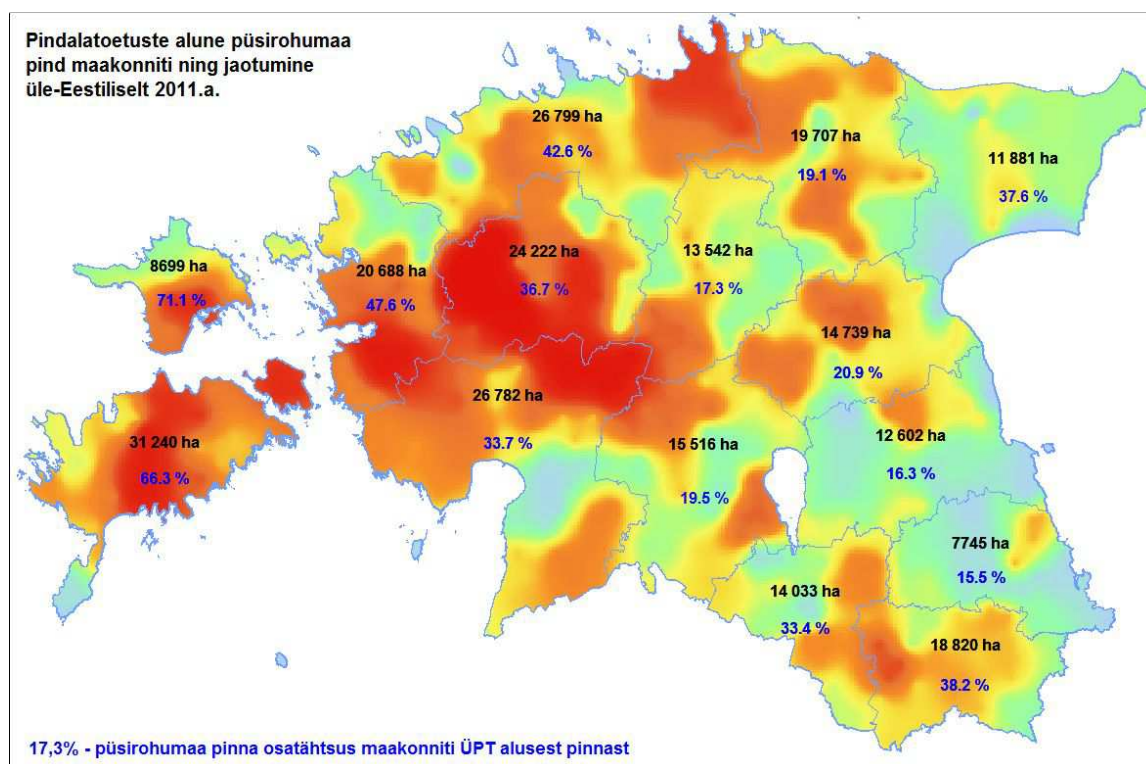 Pindalatoetuste alune püsirohumaa
pind maakonniti ning jaotumine
üle-Eestiliselt 2011.a.
26 799 ha
42.6 %
19 707 ha
19.1 %
11 881 ha
37.6 %
24 222 ha
36.7 %
13 542 ha
17.3 %
8699 ha
71.1 %
20 688 ha
47.6 %
14 739 ha
20.9 %
26 782 ha
33.7 %
31 240 ha
66.3 %
15 516 ha
19.5 %
12 602 ha
16.3 %
7745 ha
15.5 %
14 033 ha
33.4 %
18 820 ha
38.2 %
17,3% - püsirohumaa pinna osatähtsus maakonniti ÜPT alusest pinnast